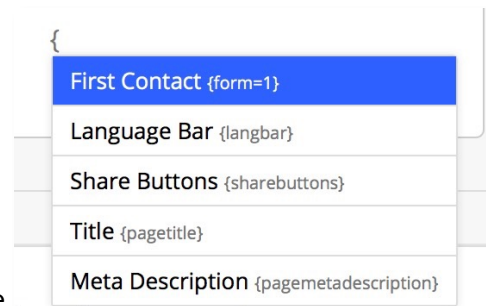 {
First Contact {form=1}
Language Bar {langbar}
Share Buttons {sharebuttons}
Title {pagetitle}
Meta Description {pagemetadescription}